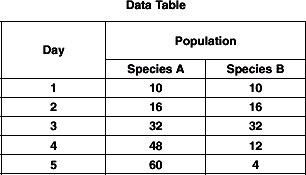 Data Table
Day Population
Species A Species B
1 10 10
2 16 16
3 32 32
4 48 12
5 60 4